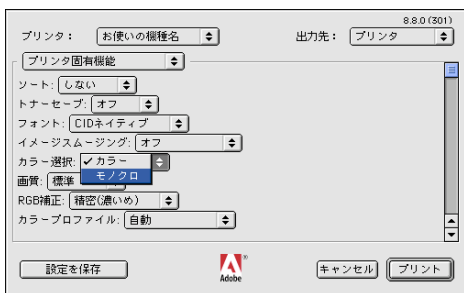 8.8.0 (301)
プリンタ： お使いの機種名 出力先： プリンタ
プリンタ固有機能
ソート: しない
トナーセーブ: オフ
フォント: CIDネイティブ
イメージスムージング: オフ
カラー選択: ✓カラー
モノクロ
画質: 標準
RGB補正: 精密(濃いめ)
カラープロファイル: 自動
設定を保存 Adobe キャンセル プリント